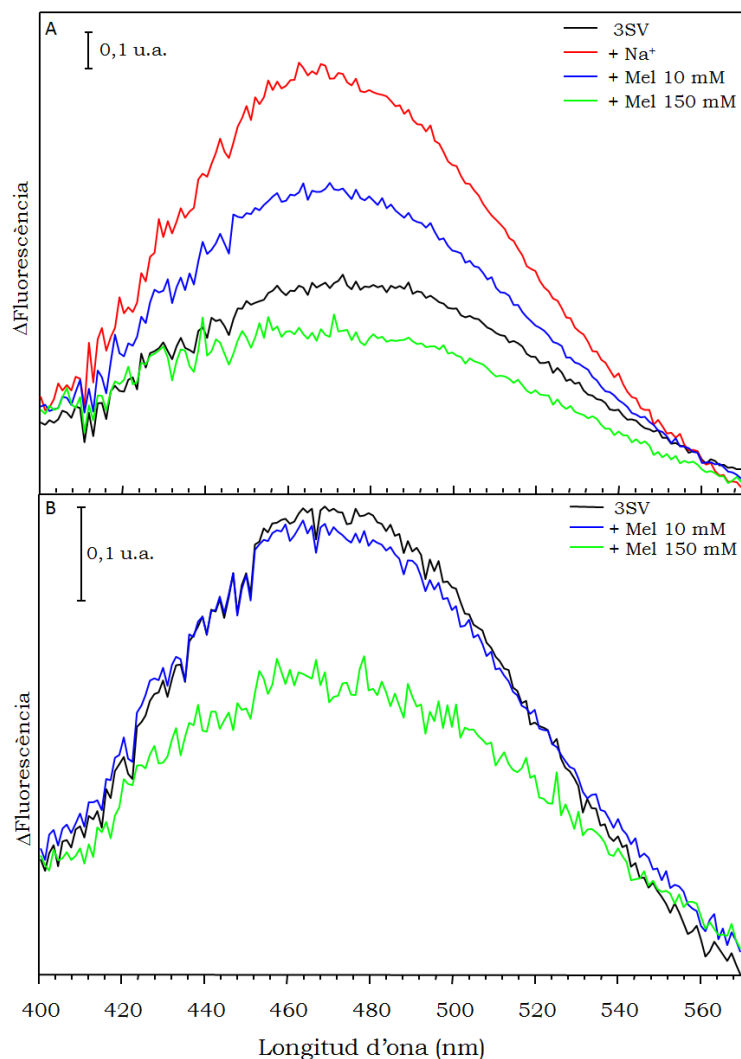 A
0,1 u.a.
3SV
+ Na⁺
+ Mel 10 mM
+ Mel 150 mM
ΔFluorescència
B
0,1 u.a.
3SV
+ Mel 10 mM
+ Mel 150 mM
ΔFluorescència
400 420 440 460 480 500 520 540 560
Longitud d'ona (nm)